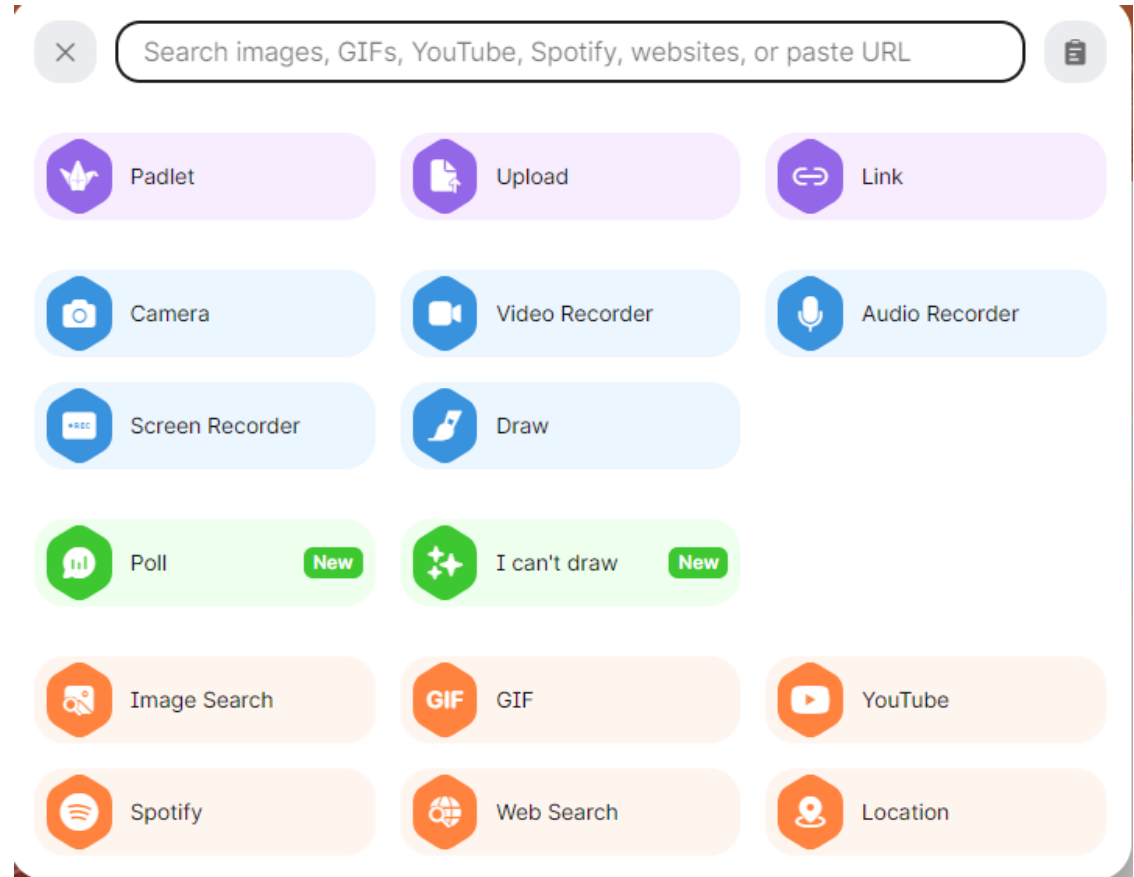 Search images, GIFs, YouTube, Spotify, websites, or paste URL
Padlet
Upload
Link
Camera
Video Recorder
Audio Recorder
•REC
Screen Recorder
Draw
Poll
New
I can't draw
New
Image Search
GIF
GIF
YouTube
Spotify
Web Search
Location